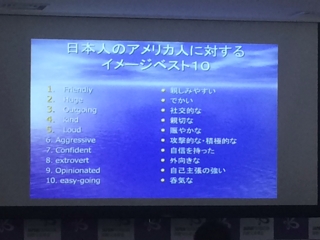 日本人のアメリカ人に対する
イメージベスト10
1. Friendly 親しみやすい
2. Huge でかい
3. Outgoing 社交的な
4. Kind 親切な
5. Loud 賑やかな
6. Aggressive 攻撃的な・積極的な
7. Confident 自信を持った
8. extrovert 外向きな
9. Opinionated 自己主張の強い
10. easy-going 呑気な